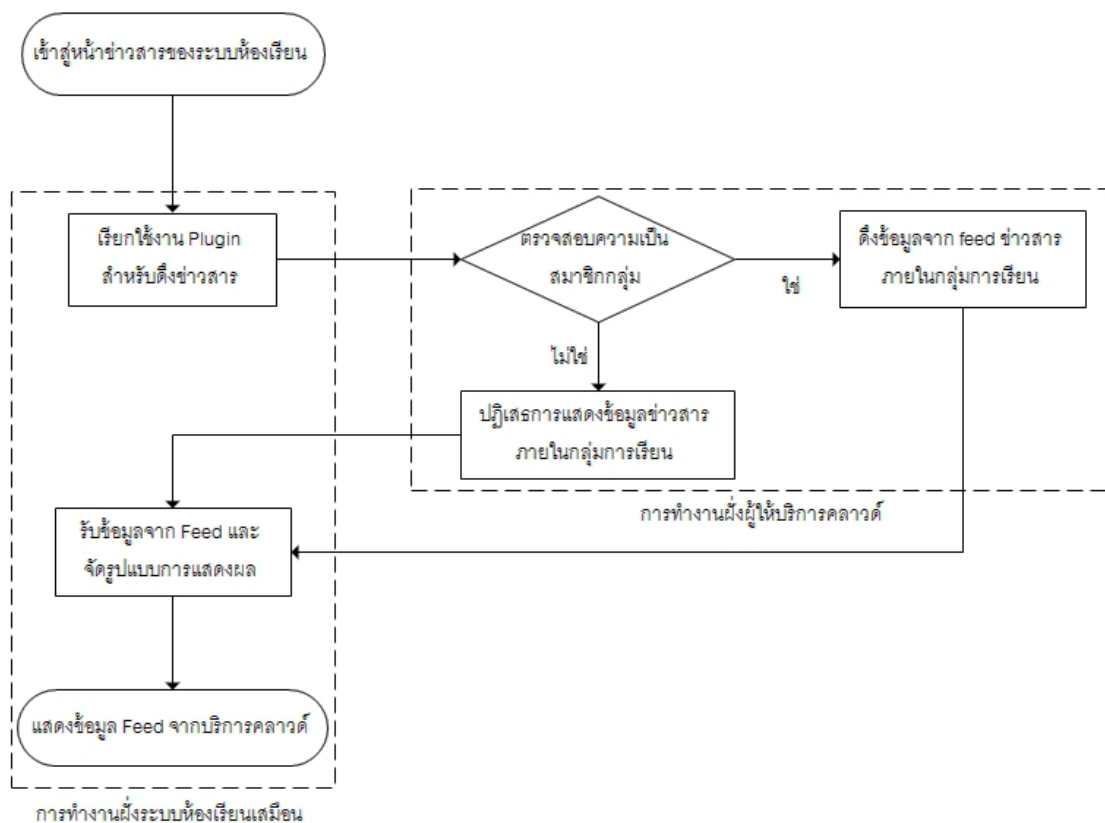 เข้าสู่หน้าข่าวสารของระบบห้องเรียน
เรียกใช้งาน Plugin
สำหรับดึงข่าวสาร
ตรวจสอบความเป็น
สมาชิกกลุ่ม
ใช่
ดึงข้อมูลจาก feed ข่าวสาร
ภายในกลุ่มการเรียน
ไม่ใช่
ปฏิเสธการแสดงข้อมูลข่าวสาร
ภายในกลุ่มการเรียน
การทำงานฝั่งผู้ให้บริการคลาวด์
รับข้อมูลจาก Feed และ
จัดรูปแบบการแสดงผล
แสดงข้อมูล Feed จากบริการคลาวด์
การทำงานฝั่งระบบห้องเรียนเสมือน